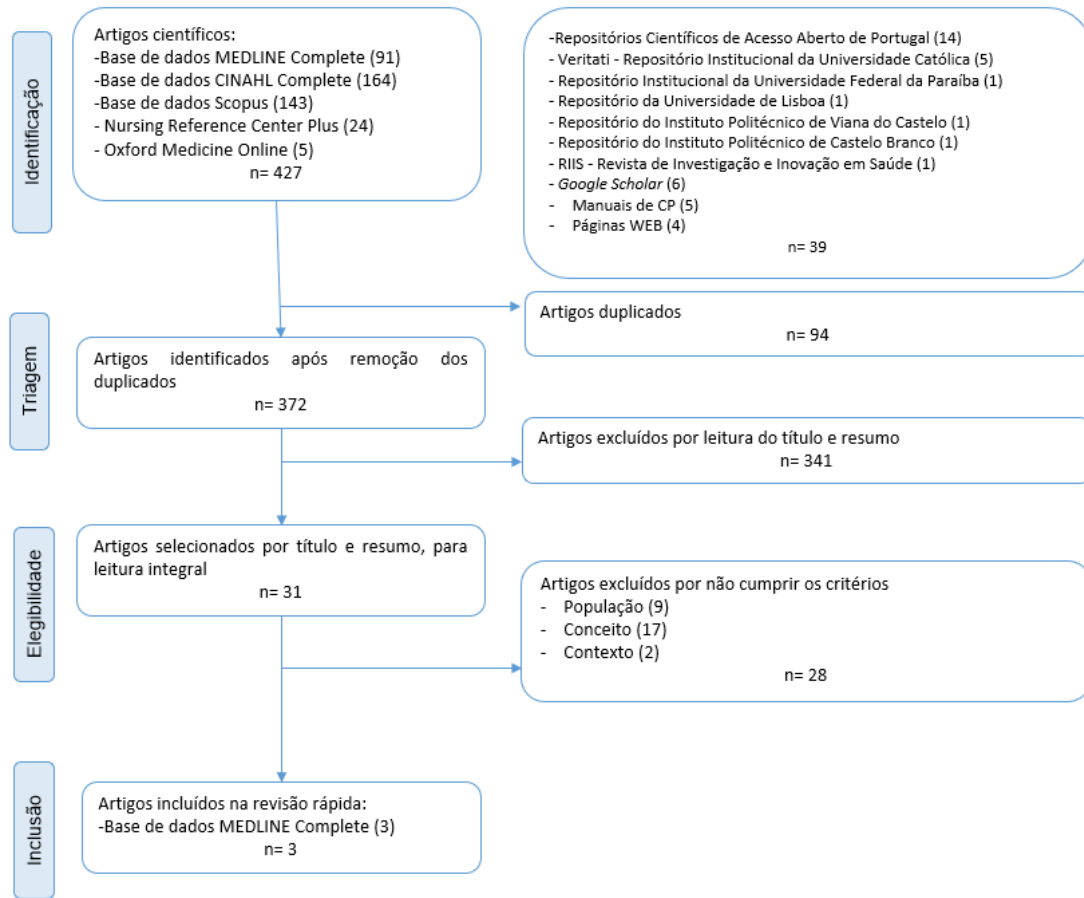 Identificação
Artigos científicos:
-Base de dados MEDLINE Complete (91)
-Base de dados CINAHL Complete (164)
-Base de dados Scopus (143)
- Nursing Reference Center Plus (24)
- Oxford Medicine Online (5)
n= 427
-Repositórios Científicos de Acesso Aberto de Portugal (14)
- Veritati - Repositório Institucional da Universidade Católica (5)
- Repositório Institucional da Universidade Federal da Paraíba (1)
- Repositório da Universidade de Lisboa (1)
- Repositório do Instituto Politécnico de Viana do Castelo (1)
- Repositório do Instituto Politécnico de Castelo Branco (1)
- RIIS - Revista de Investigação e Inovação em Saúde (1)
- Google Scholar (6)
- Manuais de CP (5)
- Páginas WEB (4)
n= 39
Triagem
Artigos duplicados
n= 94
Artigos identificados após remoção dos
duplicados
n= 372
Artigos excluídos por leitura do título e resumo
n= 341
Elegibilidade
Artigos selecionados por título e resumo, para
leitura integral
n= 31
Artigos excluídos por não cumprir os critérios
- População (9)
- Conceito (17)
- Contexto (2)
n= 28
Inclusão
Artigos incluídos na revisão rápida:
-Base de dados MEDLINE Complete (3)
n= 3